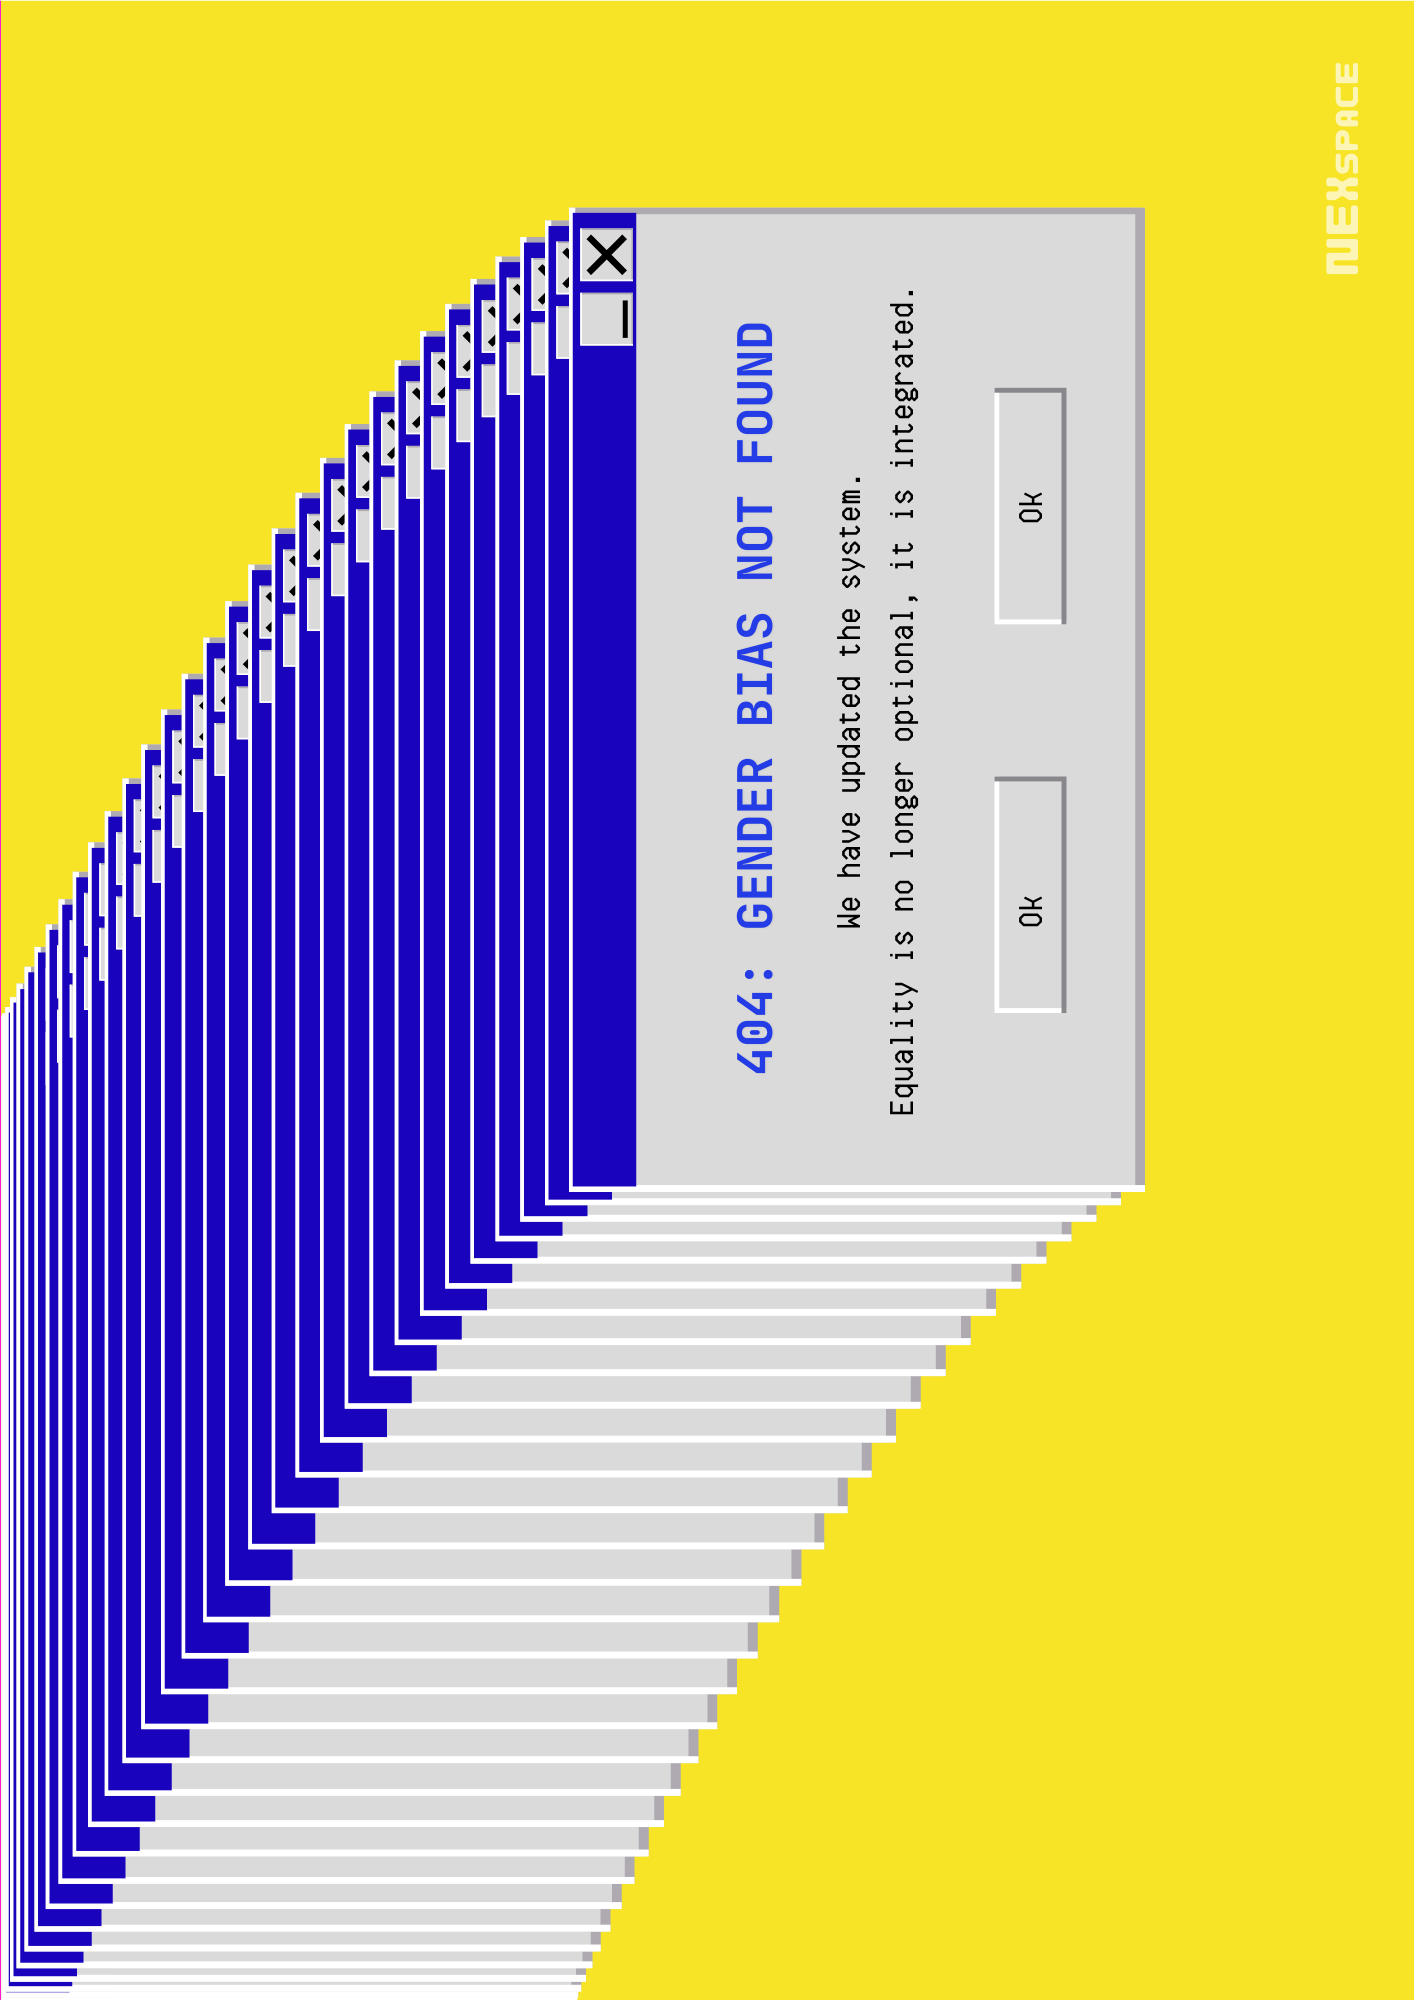 NEXSPACE
404: GENDER BIAS NOT FOUND
We have updated the system.
Equality is no longer optional, it is integrated.
Ok
Ok